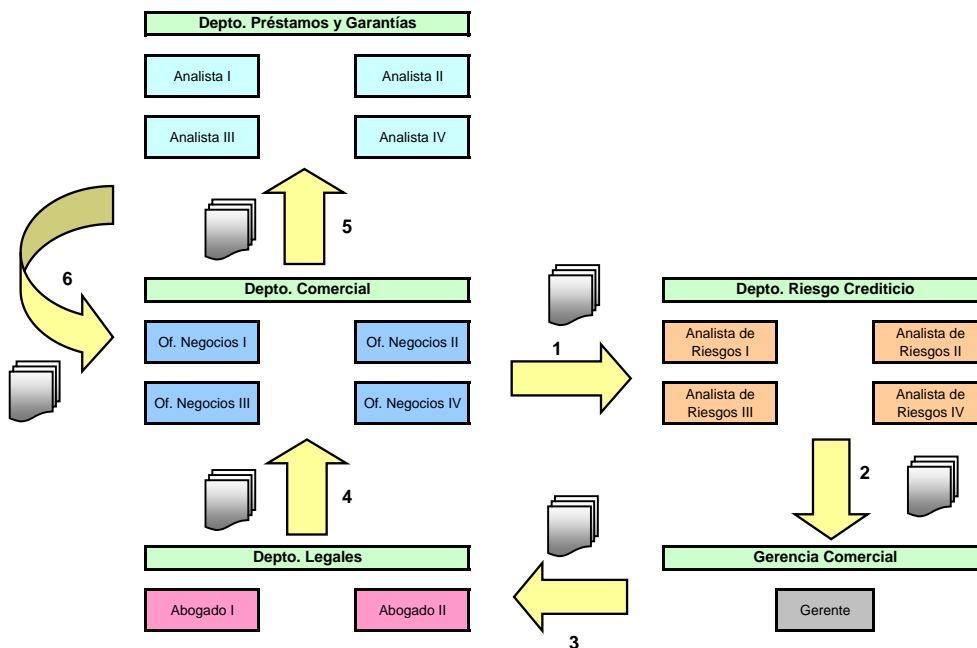 Depto. Préstamos y Garantías
Analista I
Analista II
Analista III
Analista IV
5
6
Depto. Comercial
Depto. Riesgo Crediticio
Of. Negocios I
Of. Negocios II
1
Analista de
Riesgos I
Analista de
Riesgos II
Of. Negocios III
Of. Negocios IV
Analista de
Riesgos III
Analista de
Riesgos IV
4
2
Depto. Legales
Gerencia Comercial
Abogado I
Abogado II
3
Gerente